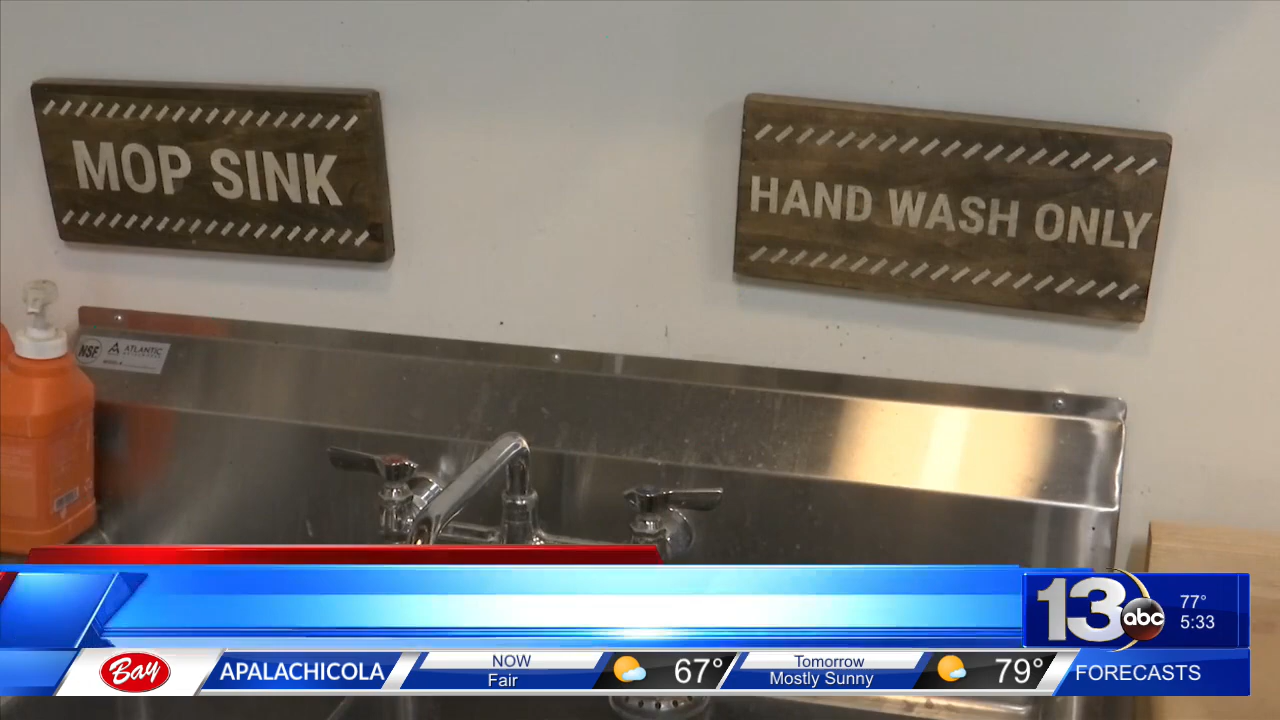 MOP SINK
HAND WASH ONLY
NSF
ATLANTIC
13
abc
77°
5:33
Bay
APALACHICOLA
NOW
Fair
67°
Tomorrow
Mostly Sunny
79°
FORECASTS